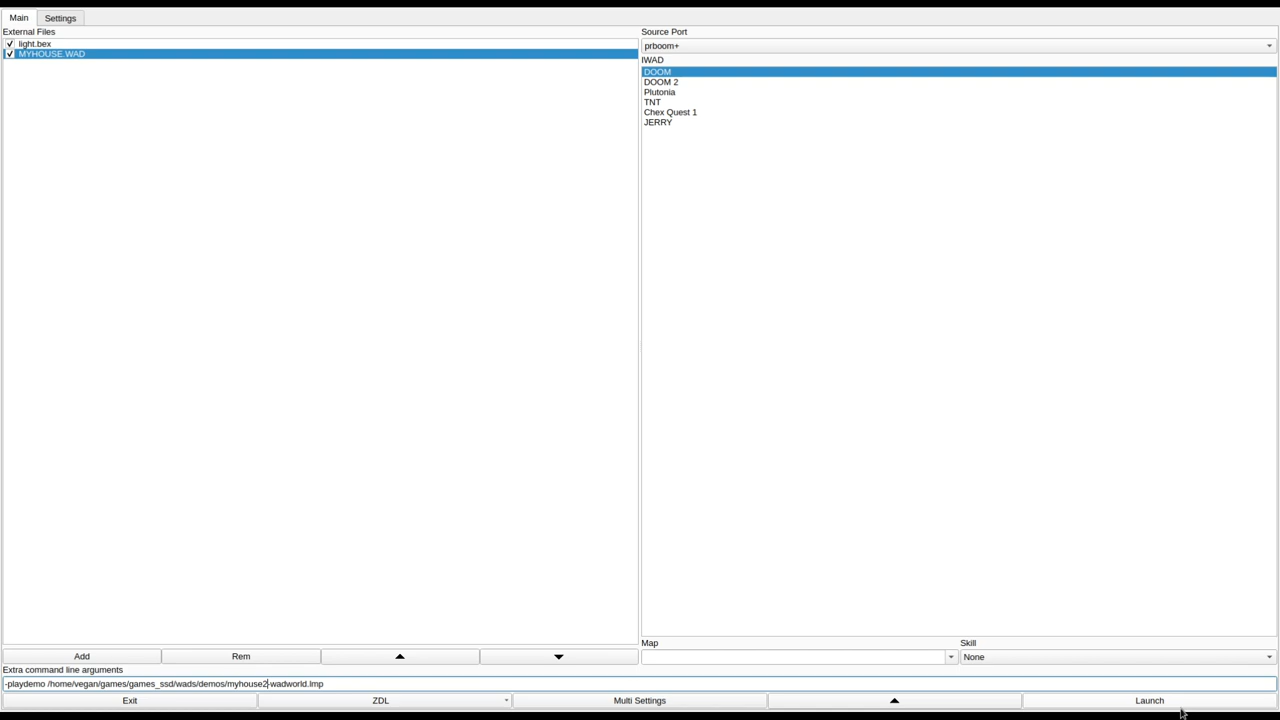 Main Settings
External Files
light.bex
MYHOUSE.WAD
Source Port
prboom+
IWAD
DOOM
DOOM 2
Plutonia
TNT
Chex Quest 1
JERRY
Map
Skill
None
Add Rem
Extra command line arguments
-playdemo /home/vegan/games/games_ssd/wads/demos/myhouse2-wadworld.lmp
Exit ZDL Multi Settings Launch